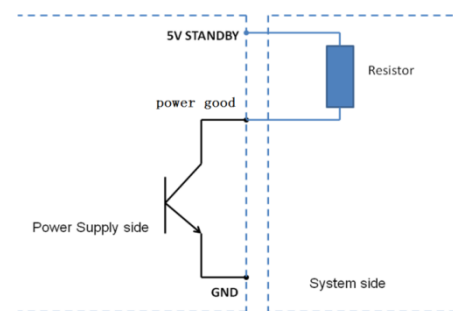 5V STANDBY
Resistor
power good
Power Supply side
System side
GND